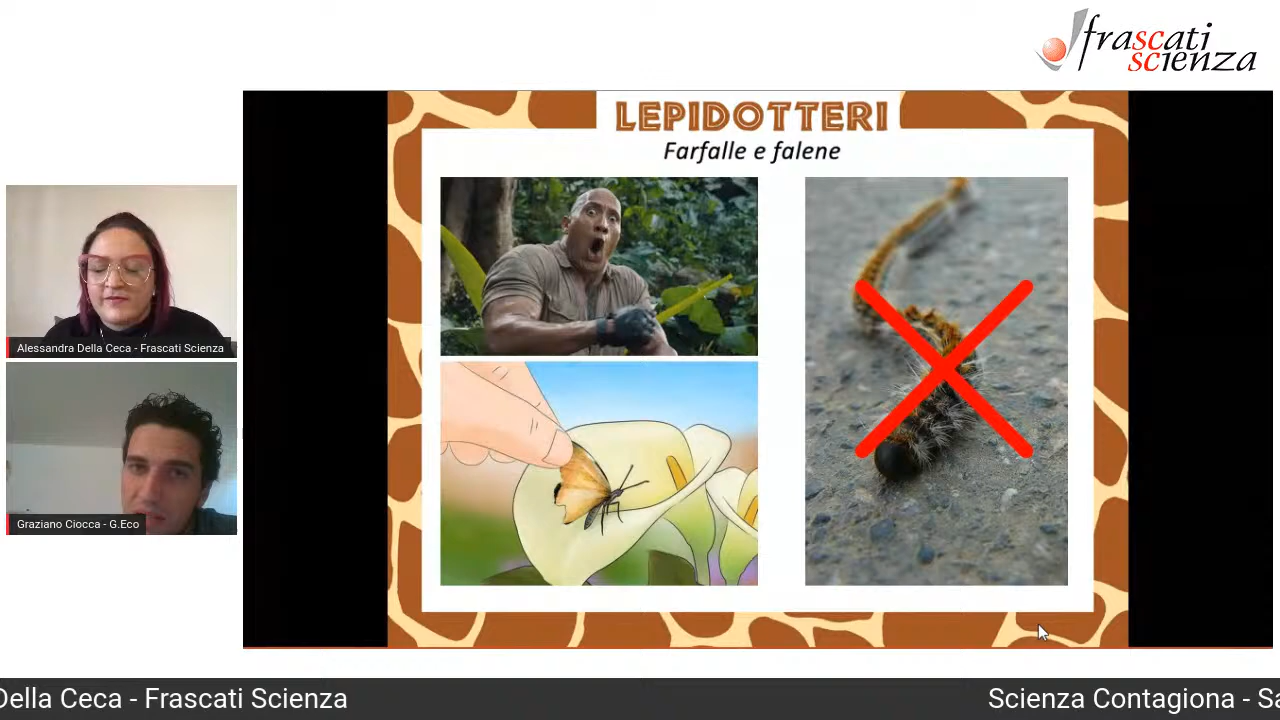 frascati
scienza
LEPIDOTTERI
Farfalle e falene
Alessandra Della Ceca - Frascati Scienza
Graziano Ciocca - G.Eco
Della Ceca - Frascati Scienza
Scienza Contagiona - Sa